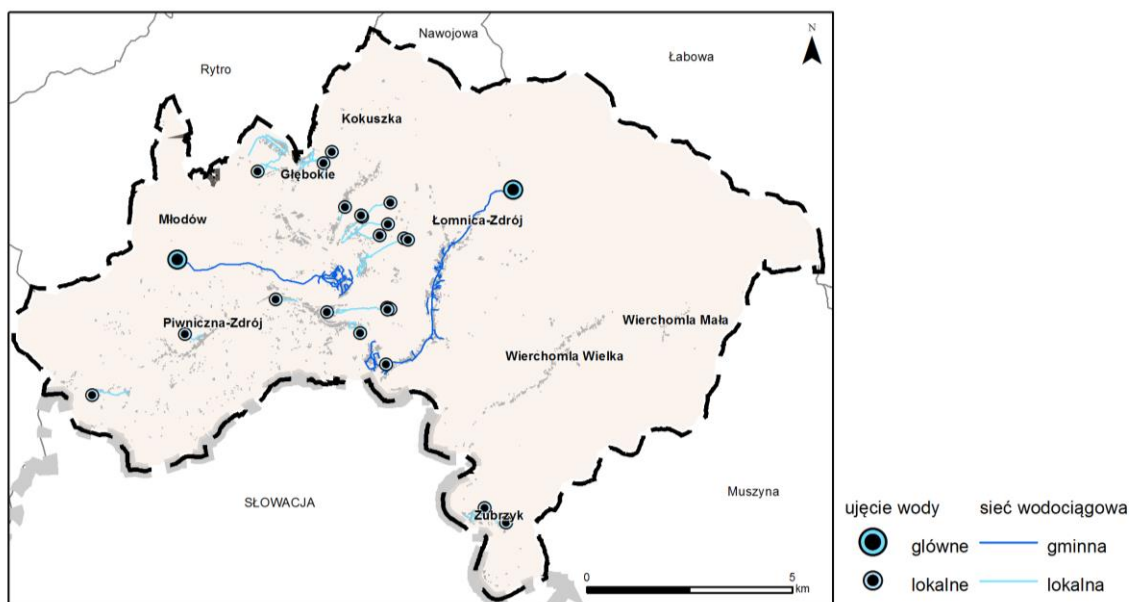 Nawojowa
N
Łabowa
Rytro
Kokuszka
Głębokie
Młodów
Łomnica-Zdrój
Piwniczna-Zdrój
Wierchomla Mała
Wierchomla Wielka
SŁOWACJA
Muszyna
Zubrzyk
0 5
km
ujęcie wody sieć wodociągowa
główne gminna
lokalne lokalna